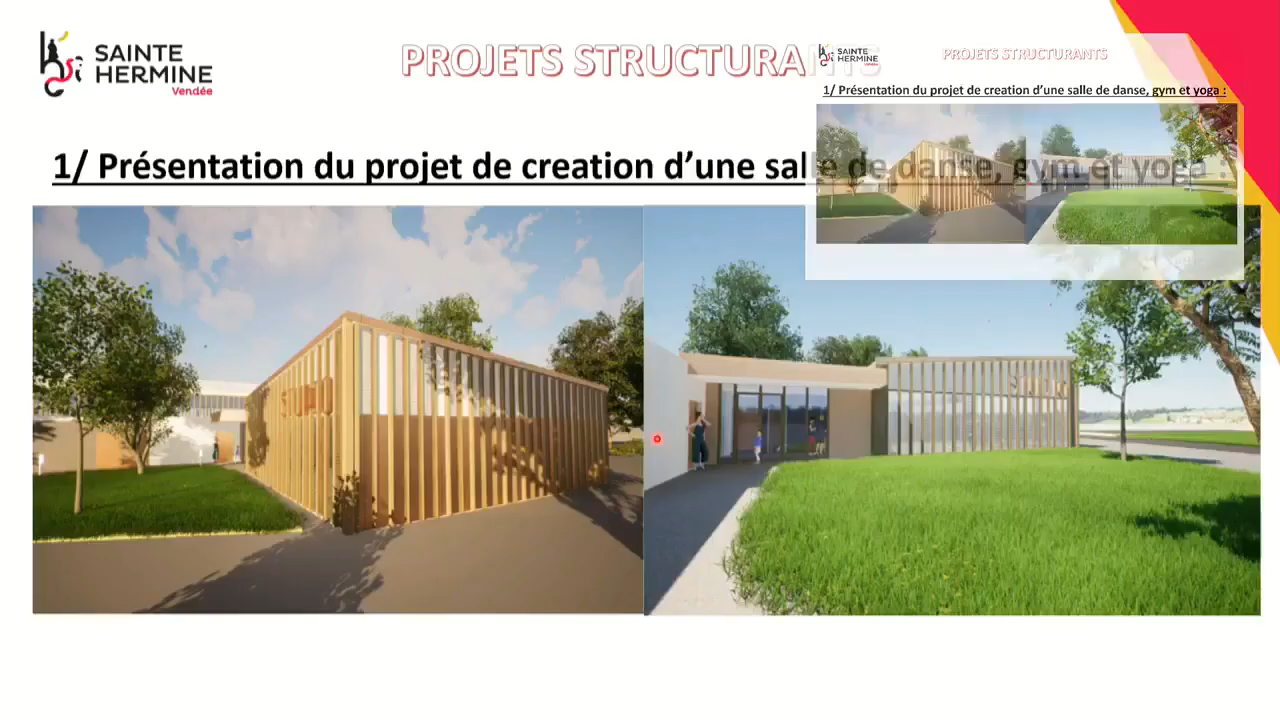 SAINTE
HERMINE
Vendée
PROJETS STRUCTURANTS
1/ Présentation du projet de creation d’une salle de danse, gym et yoga :
SAINTE
HERMINE
Vendée
PROJETS STRUCTURANTS
1/ Présentation du projet de creation d’une salle de danse, gym et yoga :